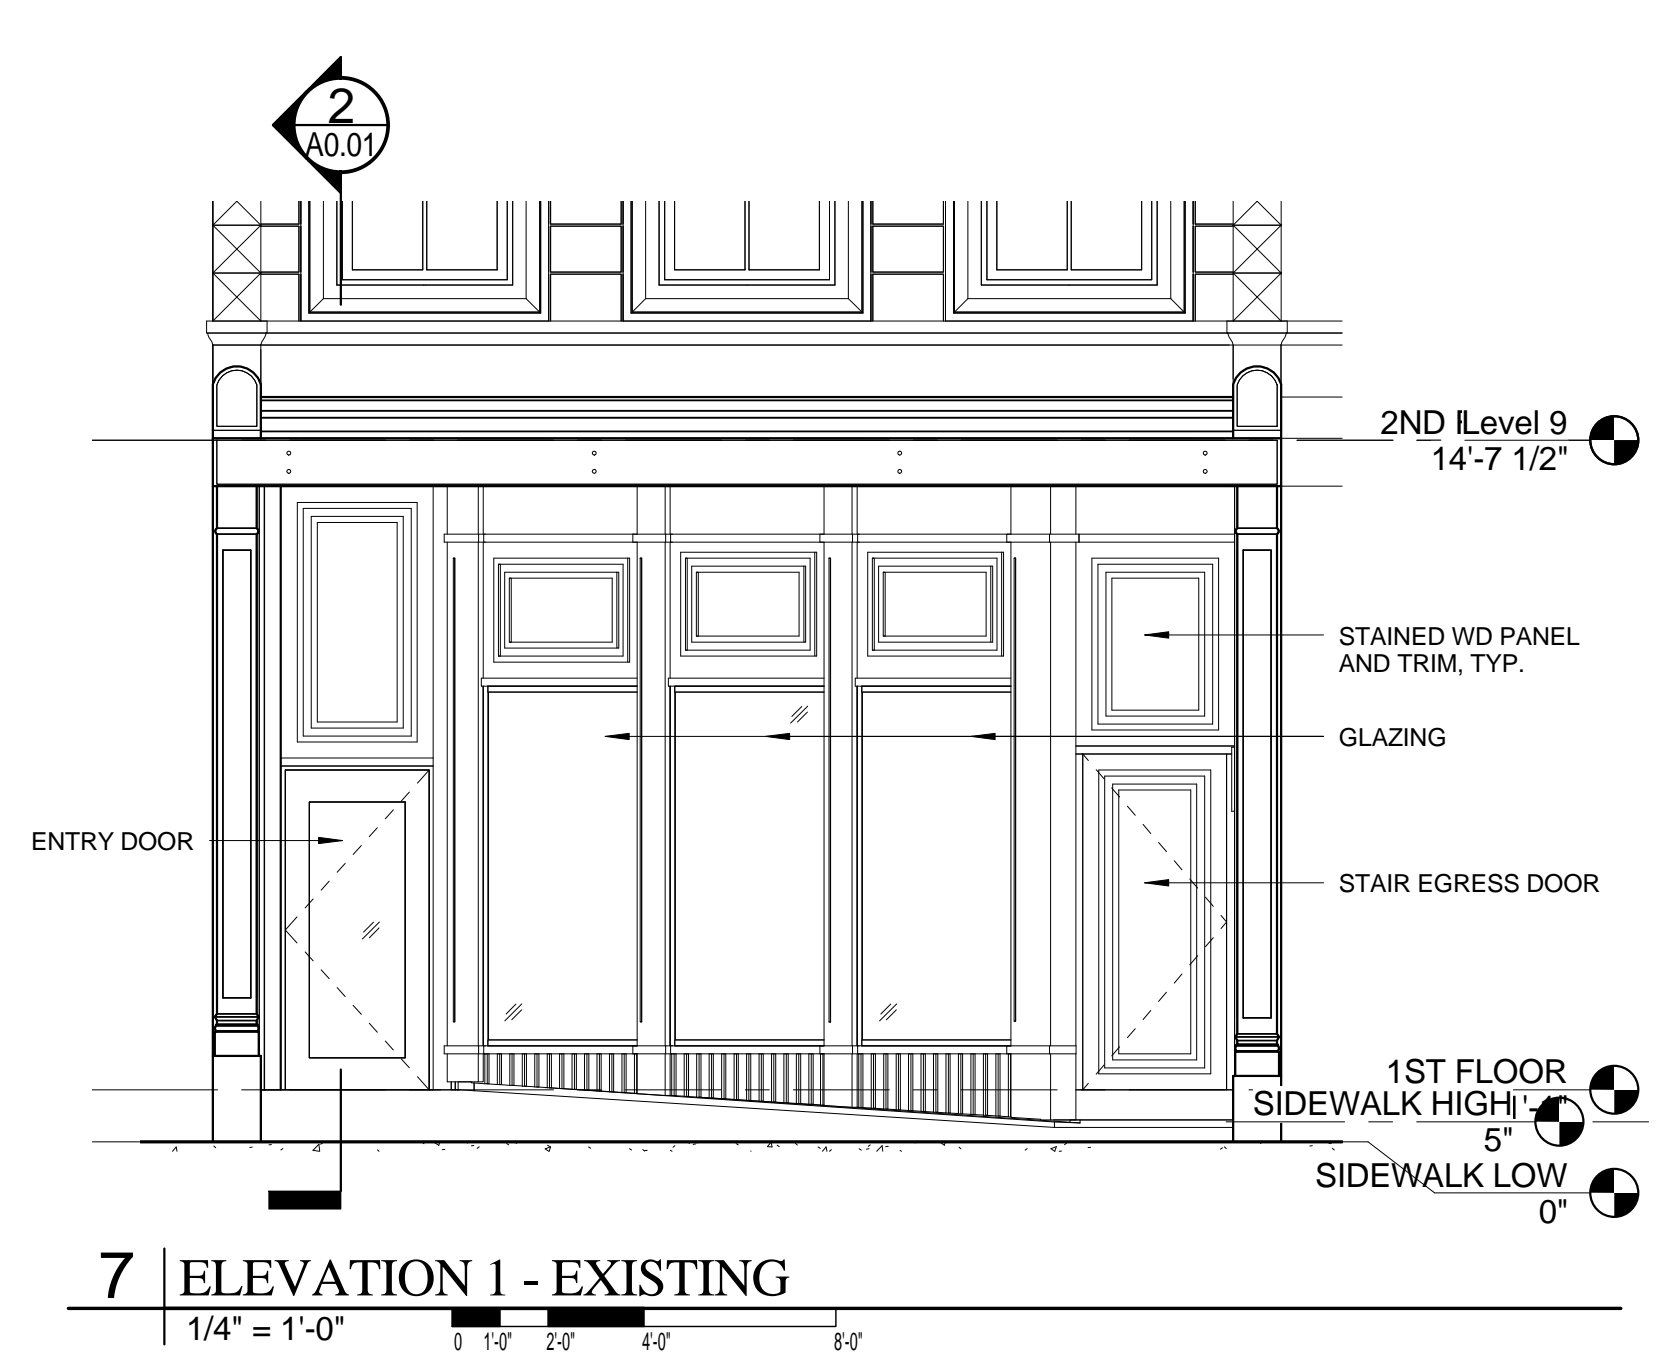 2
A0.01
2ND Level 9
14'-7 1/2"
STAINED WD PANEL
AND TRIM, TYP.
GLAZING
ENTRY DOOR
STAIR EGRESS DOOR
1ST FLOOR
SIDEWALK HIGH
5"
SIDEWALK LOW
0"
7
ELEVATION 1 - EXISTING
1/4" = 1'-0"
0 1'-0" 2'-0" 4'-0" 8'-0"